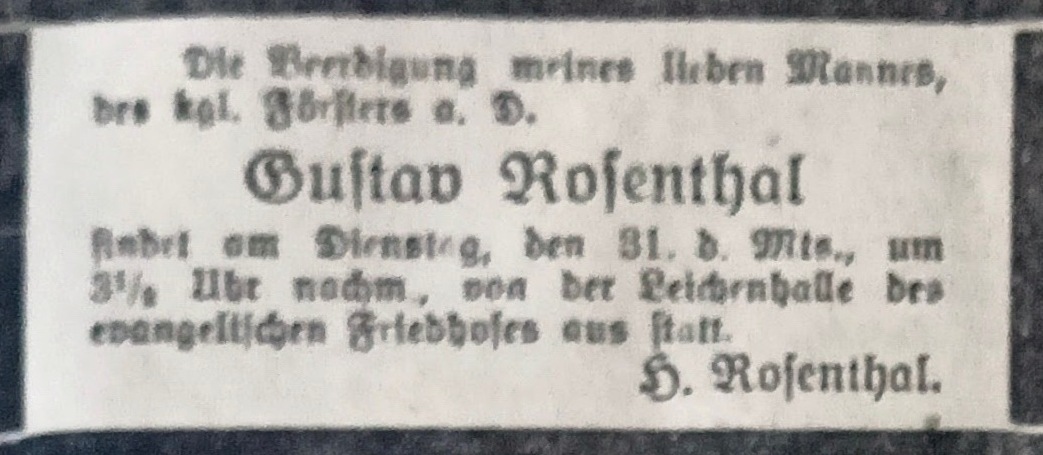 Die Beerdigung meines lieben Mannes,
des kgl. Försters a. D.
Gustav Rosenthal
findet am Dienstag, den 31. d. Mts., um
3½ Uhr nachm., von der Leichenhalle des
evangelischen Friedhofes aus statt.
H. Rosenthal.